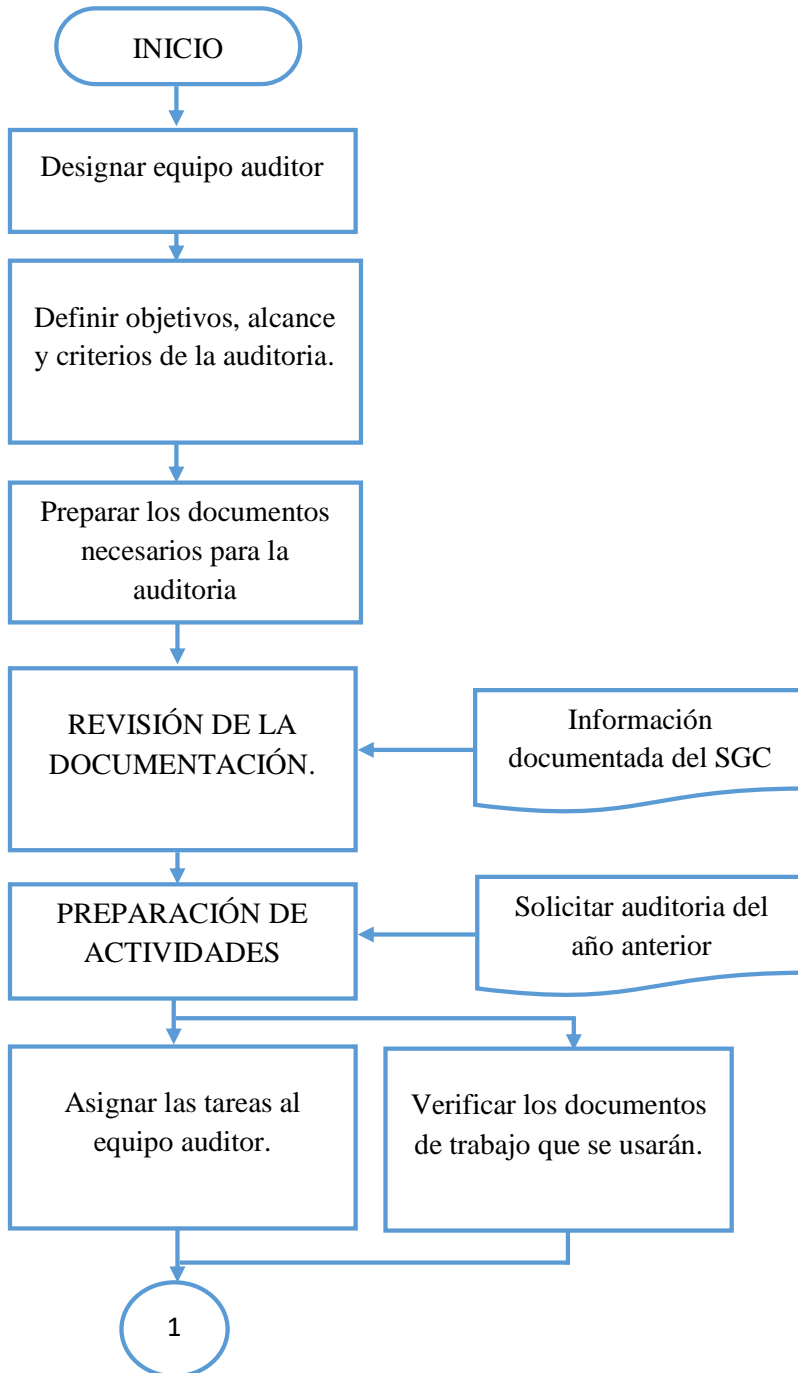 INICIO
Designar equipo auditor
Definir objetivos, alcance
y criterios de la auditoria.
Preparar los documentos
necesarios para la
auditoria
REVISIÓN DE LA
DOCUMENTACIÓN.
Información
documentada del SGC
PREPARACIÓN DE
ACTIVIDADES
Solicitar auditoria del
año anterior
Asignar las tareas al
equipo auditor.
Verificar los documentos
de trabajo que se usarán.
1